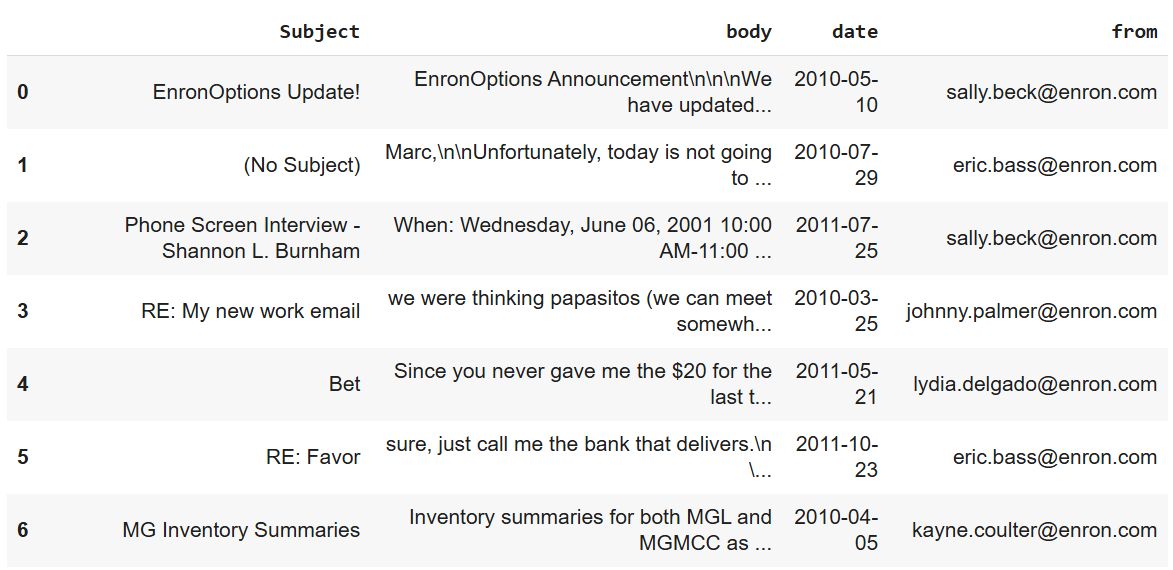 Subject body date from
0 EnronOptions Update! EnronOptions Announcement\n\n\nWe have updated... 2010-05-10 sally.beck@enron.com
1 (No Subject) Marc,\n\nUnfortunately, today is not going to ... 2010-07-29 eric.bass@enron.com
2 Phone Screen Interview - Shannon L. Burnham When: Wednesday, June 06, 2001 10:00 AM-11:00 ... 2011-07-25 sally.beck@enron.com
3 RE: My new work email we were thinking papasitos (we can meet somewh... 2010-03-25 johnny.palmer@enron.com
4 Bet Since you never gave me the $20 for the last t... 2011-05-21 lydia.delgado@enron.com
5 RE: Favor sure, just call me the bank that delivers.\n \... 2011-10-23 eric.bass@enron.com
6 MG Inventory Summaries Inventory summaries for both MGL and MGMCC as ... 2010-04-05 kayne.coulter@enron.com